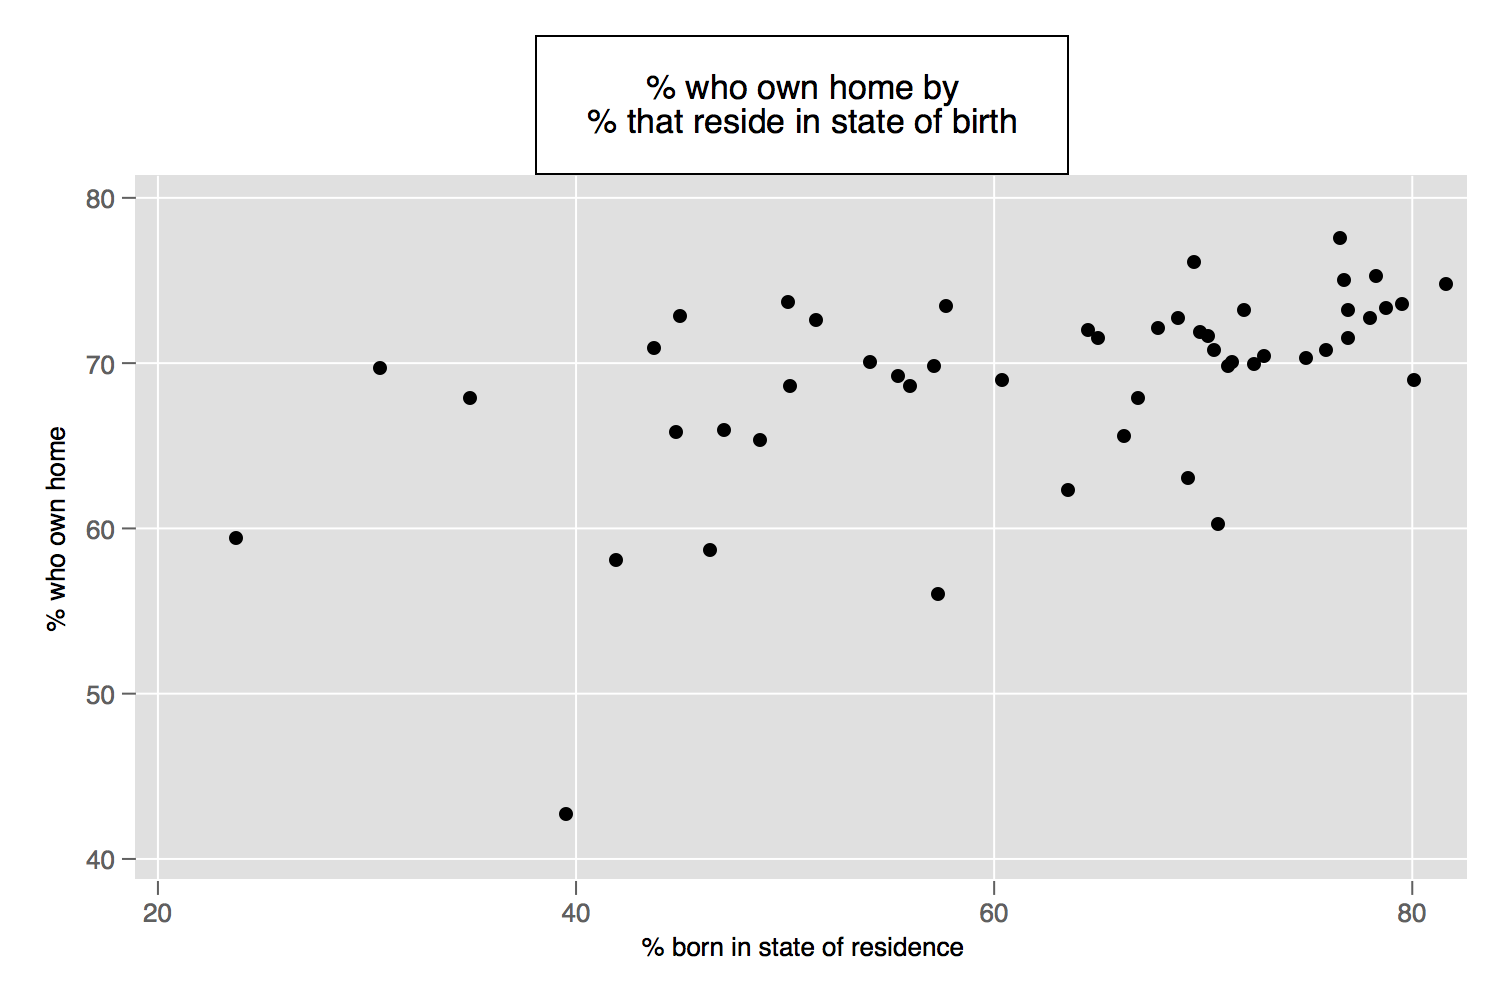 % who own home by
% that reside in state of birth
80
70
60
50
40
% who own home
20
40
60
80
% born in state of residence